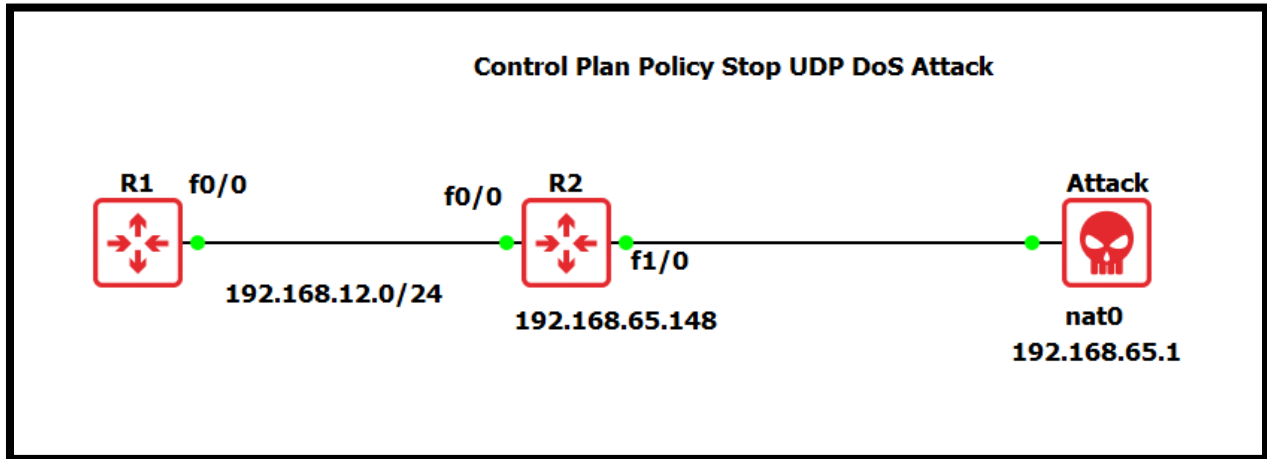 Control Plan Policy Stop UDP DoS Attack
R1
f0/0
f0/0
R2
Attack
f1/0
192.168.12.0/24
192.168.65.148
nat0
192.168.65.1